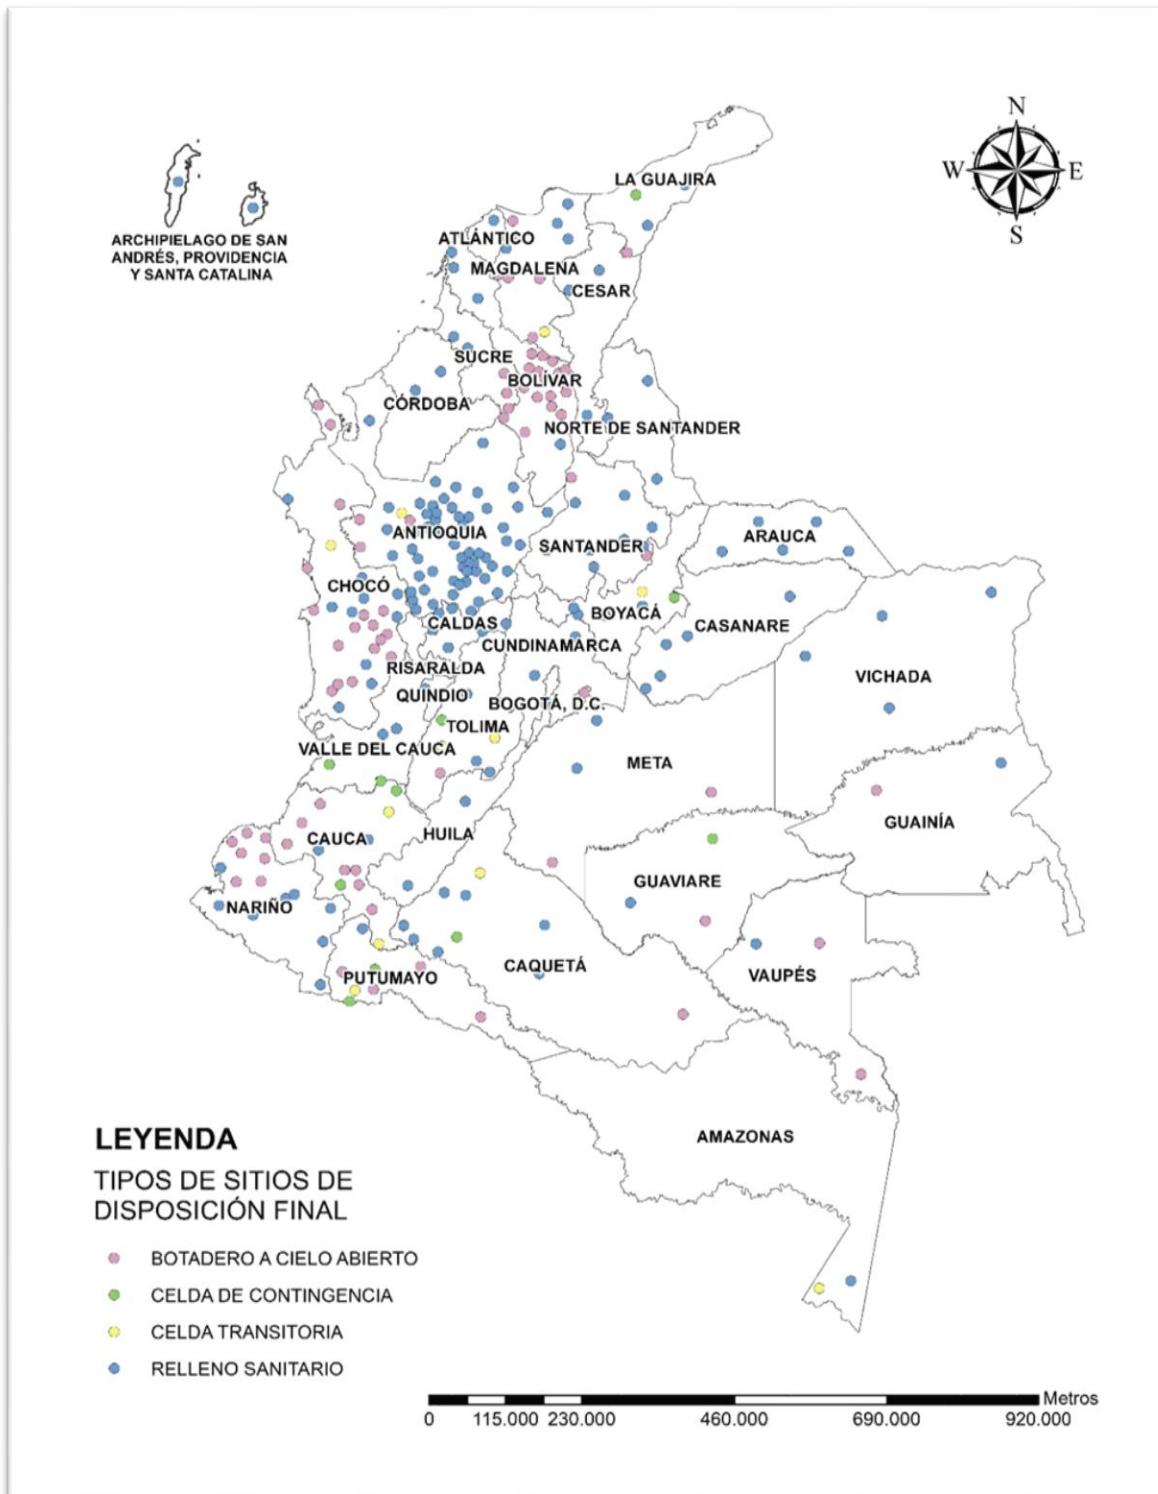 N
W
E
S
LA GUAJIRA
ARCHIPIELAGO DE SAN
ANDRÉS, PROVIDENCIA
Y SANTA CATALINA
ATLÁNTICO
MAGDALENA
CESAR
SUCRE
BOLÍVAR
CÓRDOBA
NORTE DE SANTANDER
ANTIOQUIA
SANTANDER
ARAUCA
CHOCÓ
BOYACÁ
CALDAS
CASANARE
CUNDINAMARCA
RISARALDA
VICHADA
QUINDIO
BOGOTÁ, D.C.
TOLIMA
VALLE DEL CAUCA
META
GUAINÍA
CAUCA
HUILA
GUAVIARE
NARIÑO
CAQUETÁ
VAUPÉS
PUTUMAYO
AMAZONAS
LEYENDA
TIPOS DE SITIOS DE
DISPOSICIÓN FINAL
BOTADERO A CIELO ABIERTO
CELDA DE CONTINGENCIA
CELDA TRANSITORIA
RELLENO SANITARIO
Metros
0 115.000 230.000 460.000 690.000 920.000